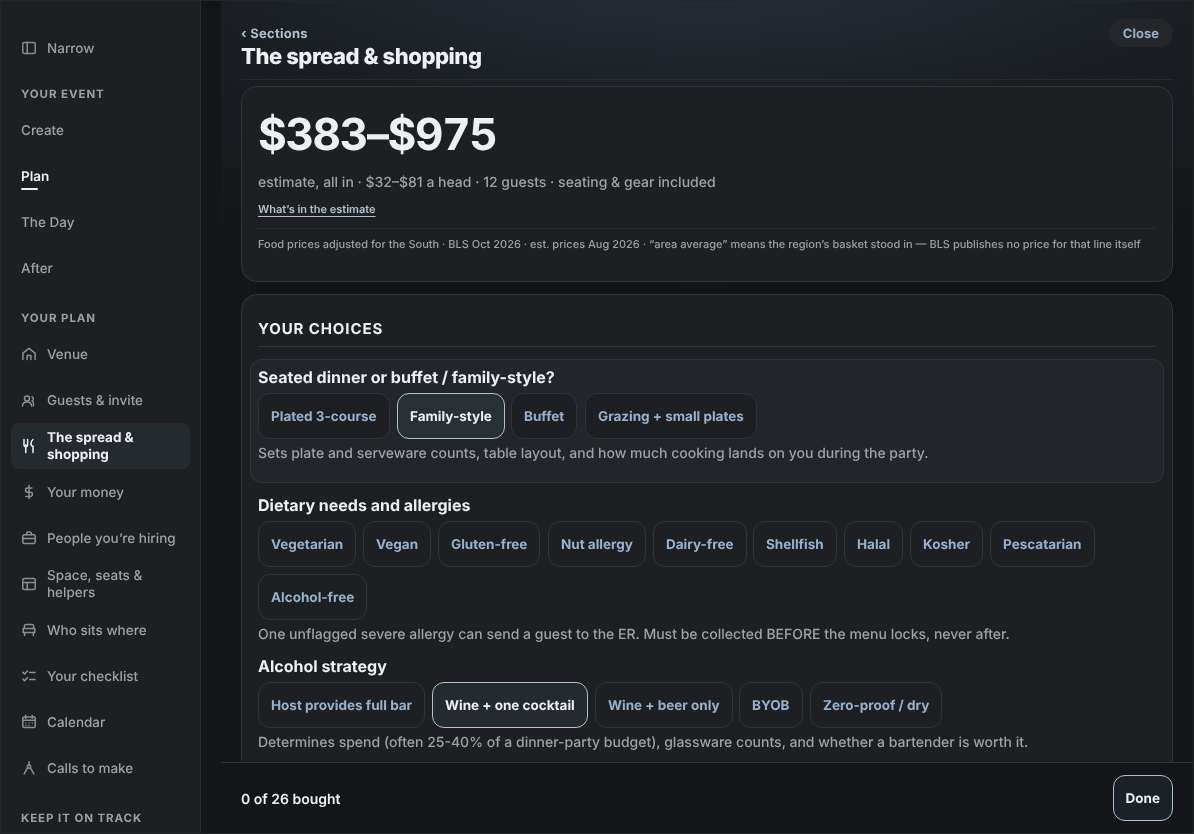 Narrow
YOUR EVENT
Create
Plan
The Day
After
YOUR PLAN
Venue
Guests & invite
The spread &
shopping
Your money
People you’re hiring
Space, seats &
helpers
Who sits where
Your checklist
Calendar
Calls to make
KEEP IT ON TRACK
‹ Sections
Close
The spread & shopping
$383–$975
estimate, all in · $32–$81 a head · 12 guests · seating & gear included
What’s in the estimate
Food prices adjusted for the South · BLS Oct 2026 · est. prices Aug 2026 · “area average” means the region’s basket stood in — BLS publishes no price for that line itself
YOUR CHOICES
Seated dinner or buffet / family-style?
Plated 3-course Family-style Buffet Grazing + small plates
Sets plate and serveware counts, table layout, and how much cooking lands on you during the party.
Dietary needs and allergies
Vegetarian Vegan Gluten-free Nut allergy Dairy-free Shellfish Halal Kosher Pescatarian
Alcohol-free
One unflagged severe allergy can send a guest to the ER. Must be collected BEFORE the menu locks, never after.
Alcohol strategy
Host provides full bar Wine + one cocktail Wine + beer only BYOB Zero-proof / dry
Determines spend (often 25-40% of a dinner-party budget), glassware counts, and whether a bartender is worth it.
0 of 26 bought
Done